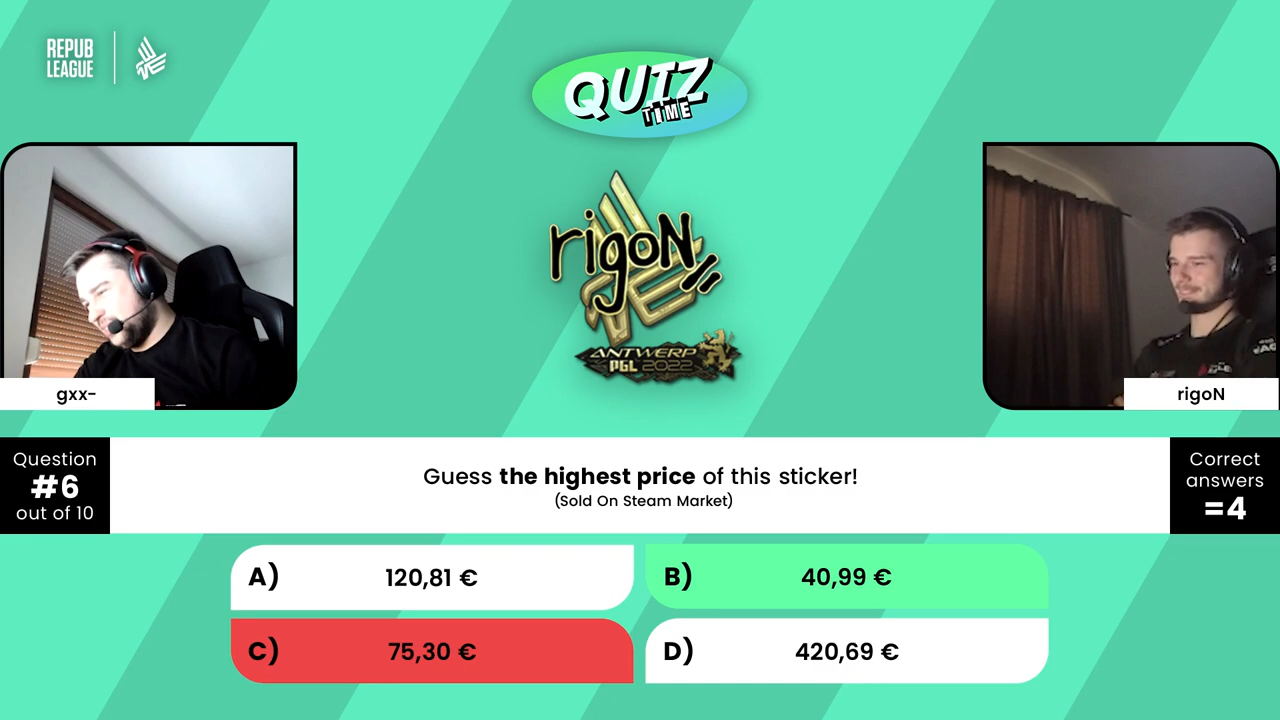 REPUB
LEAGUE
QUIZ
TIME
rigoN
ANTWERP
PGL 2022
gxx-
rigoN
Question
#6
out of 10
Guess the highest price of this sticker!
(Sold On Steam Market)
Correct
answers
=4
A) 120,81 €
B) 40,99 €
C) 75,30 €
D) 420,69 €